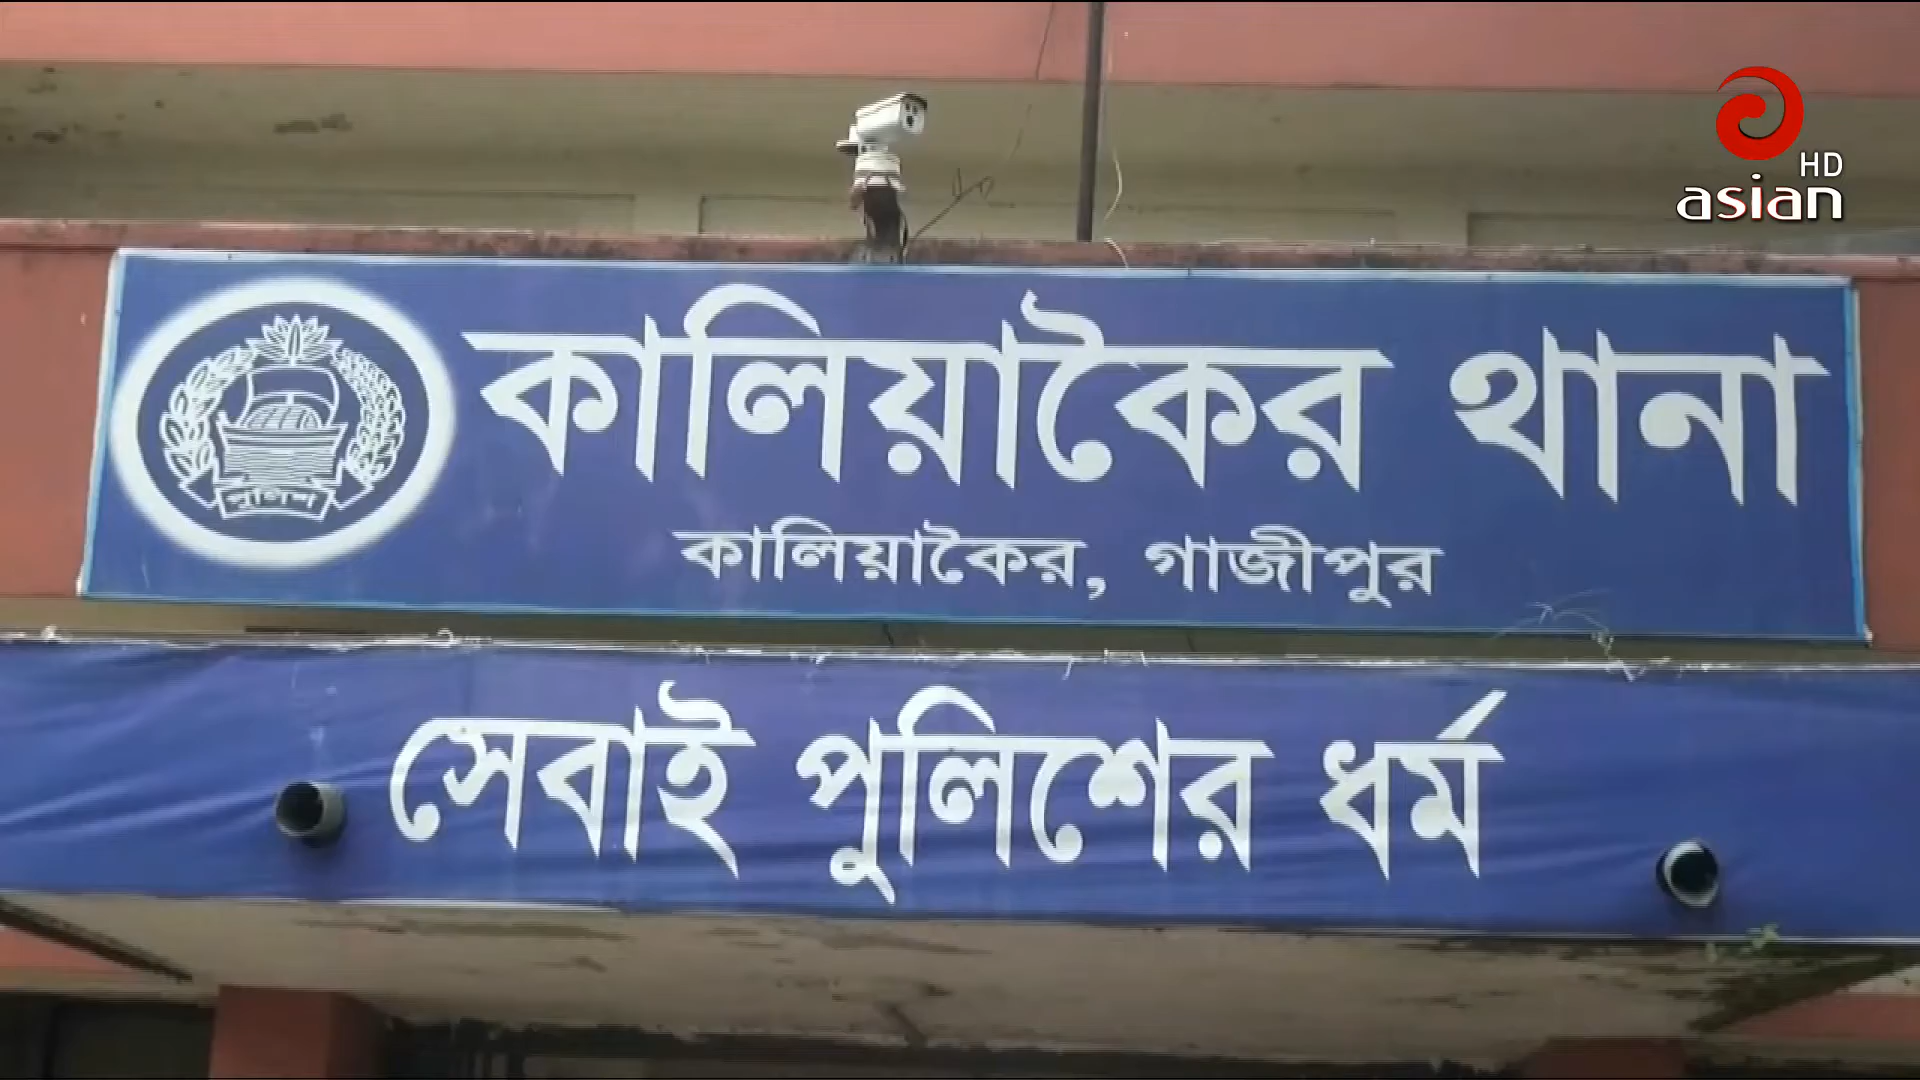 HD
asian
কালিয়াকৈর থানা
পুলিশ
কালিয়াকৈর, গাজীপুর
সেবাই পুলিশের ধর্ম